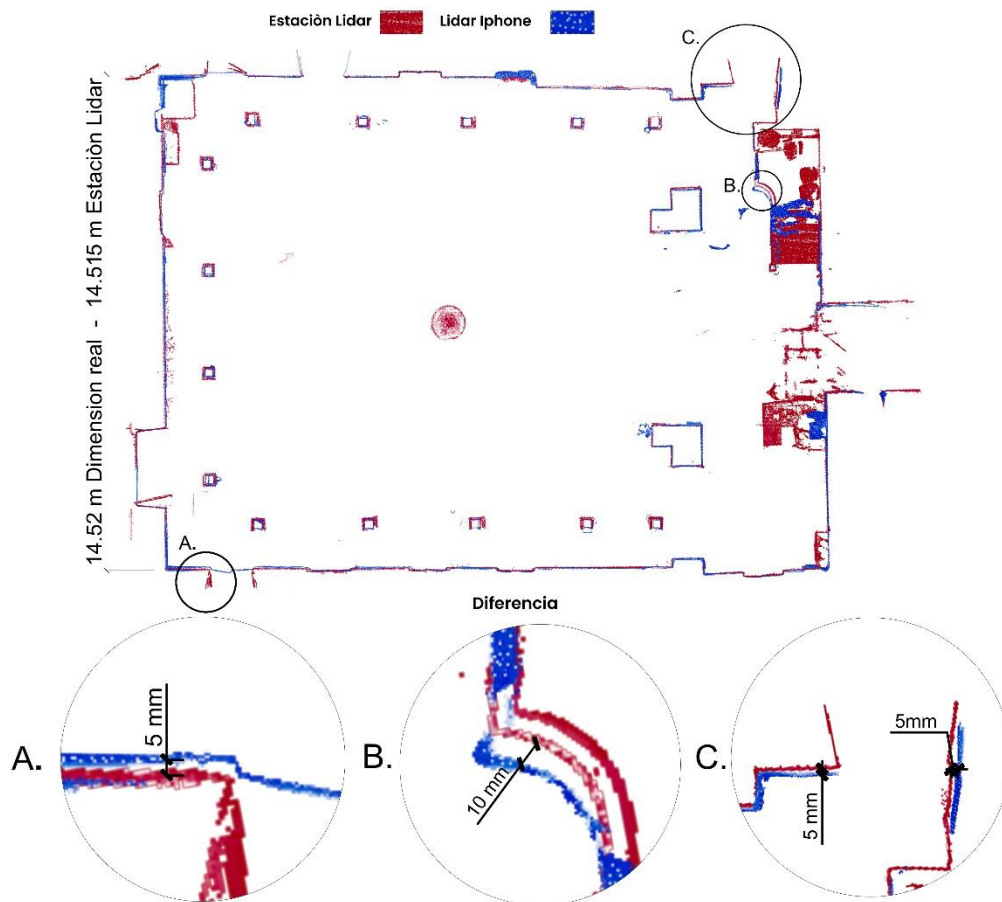 Estaciòn Lidar
Lidar Iphone
C.
B.
14.52 m Dimension real - 14.515 m Estaciòn Lidar
A.
Diferencia
A.
5 mm
B.
10 mm
C.
5mm
5 mm